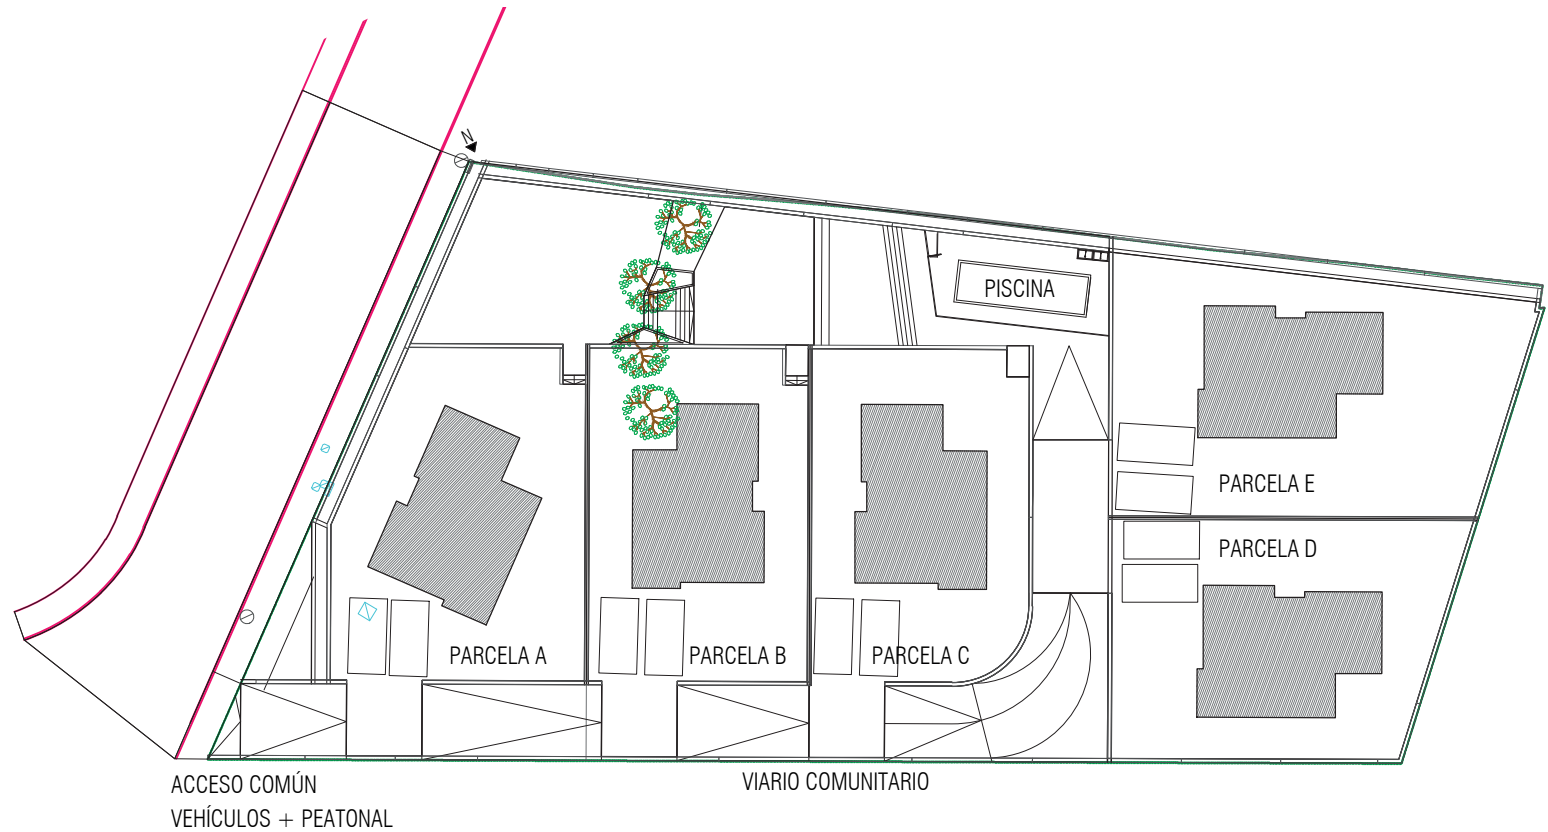 N
PISCINA
PARCELA E
PARCELA D
PARCELA A
PARCELA B
PARCELA C
ACCESO COMÚN
VEHÍCULOS + PEATONAL
VIARIO COMUNITARIO